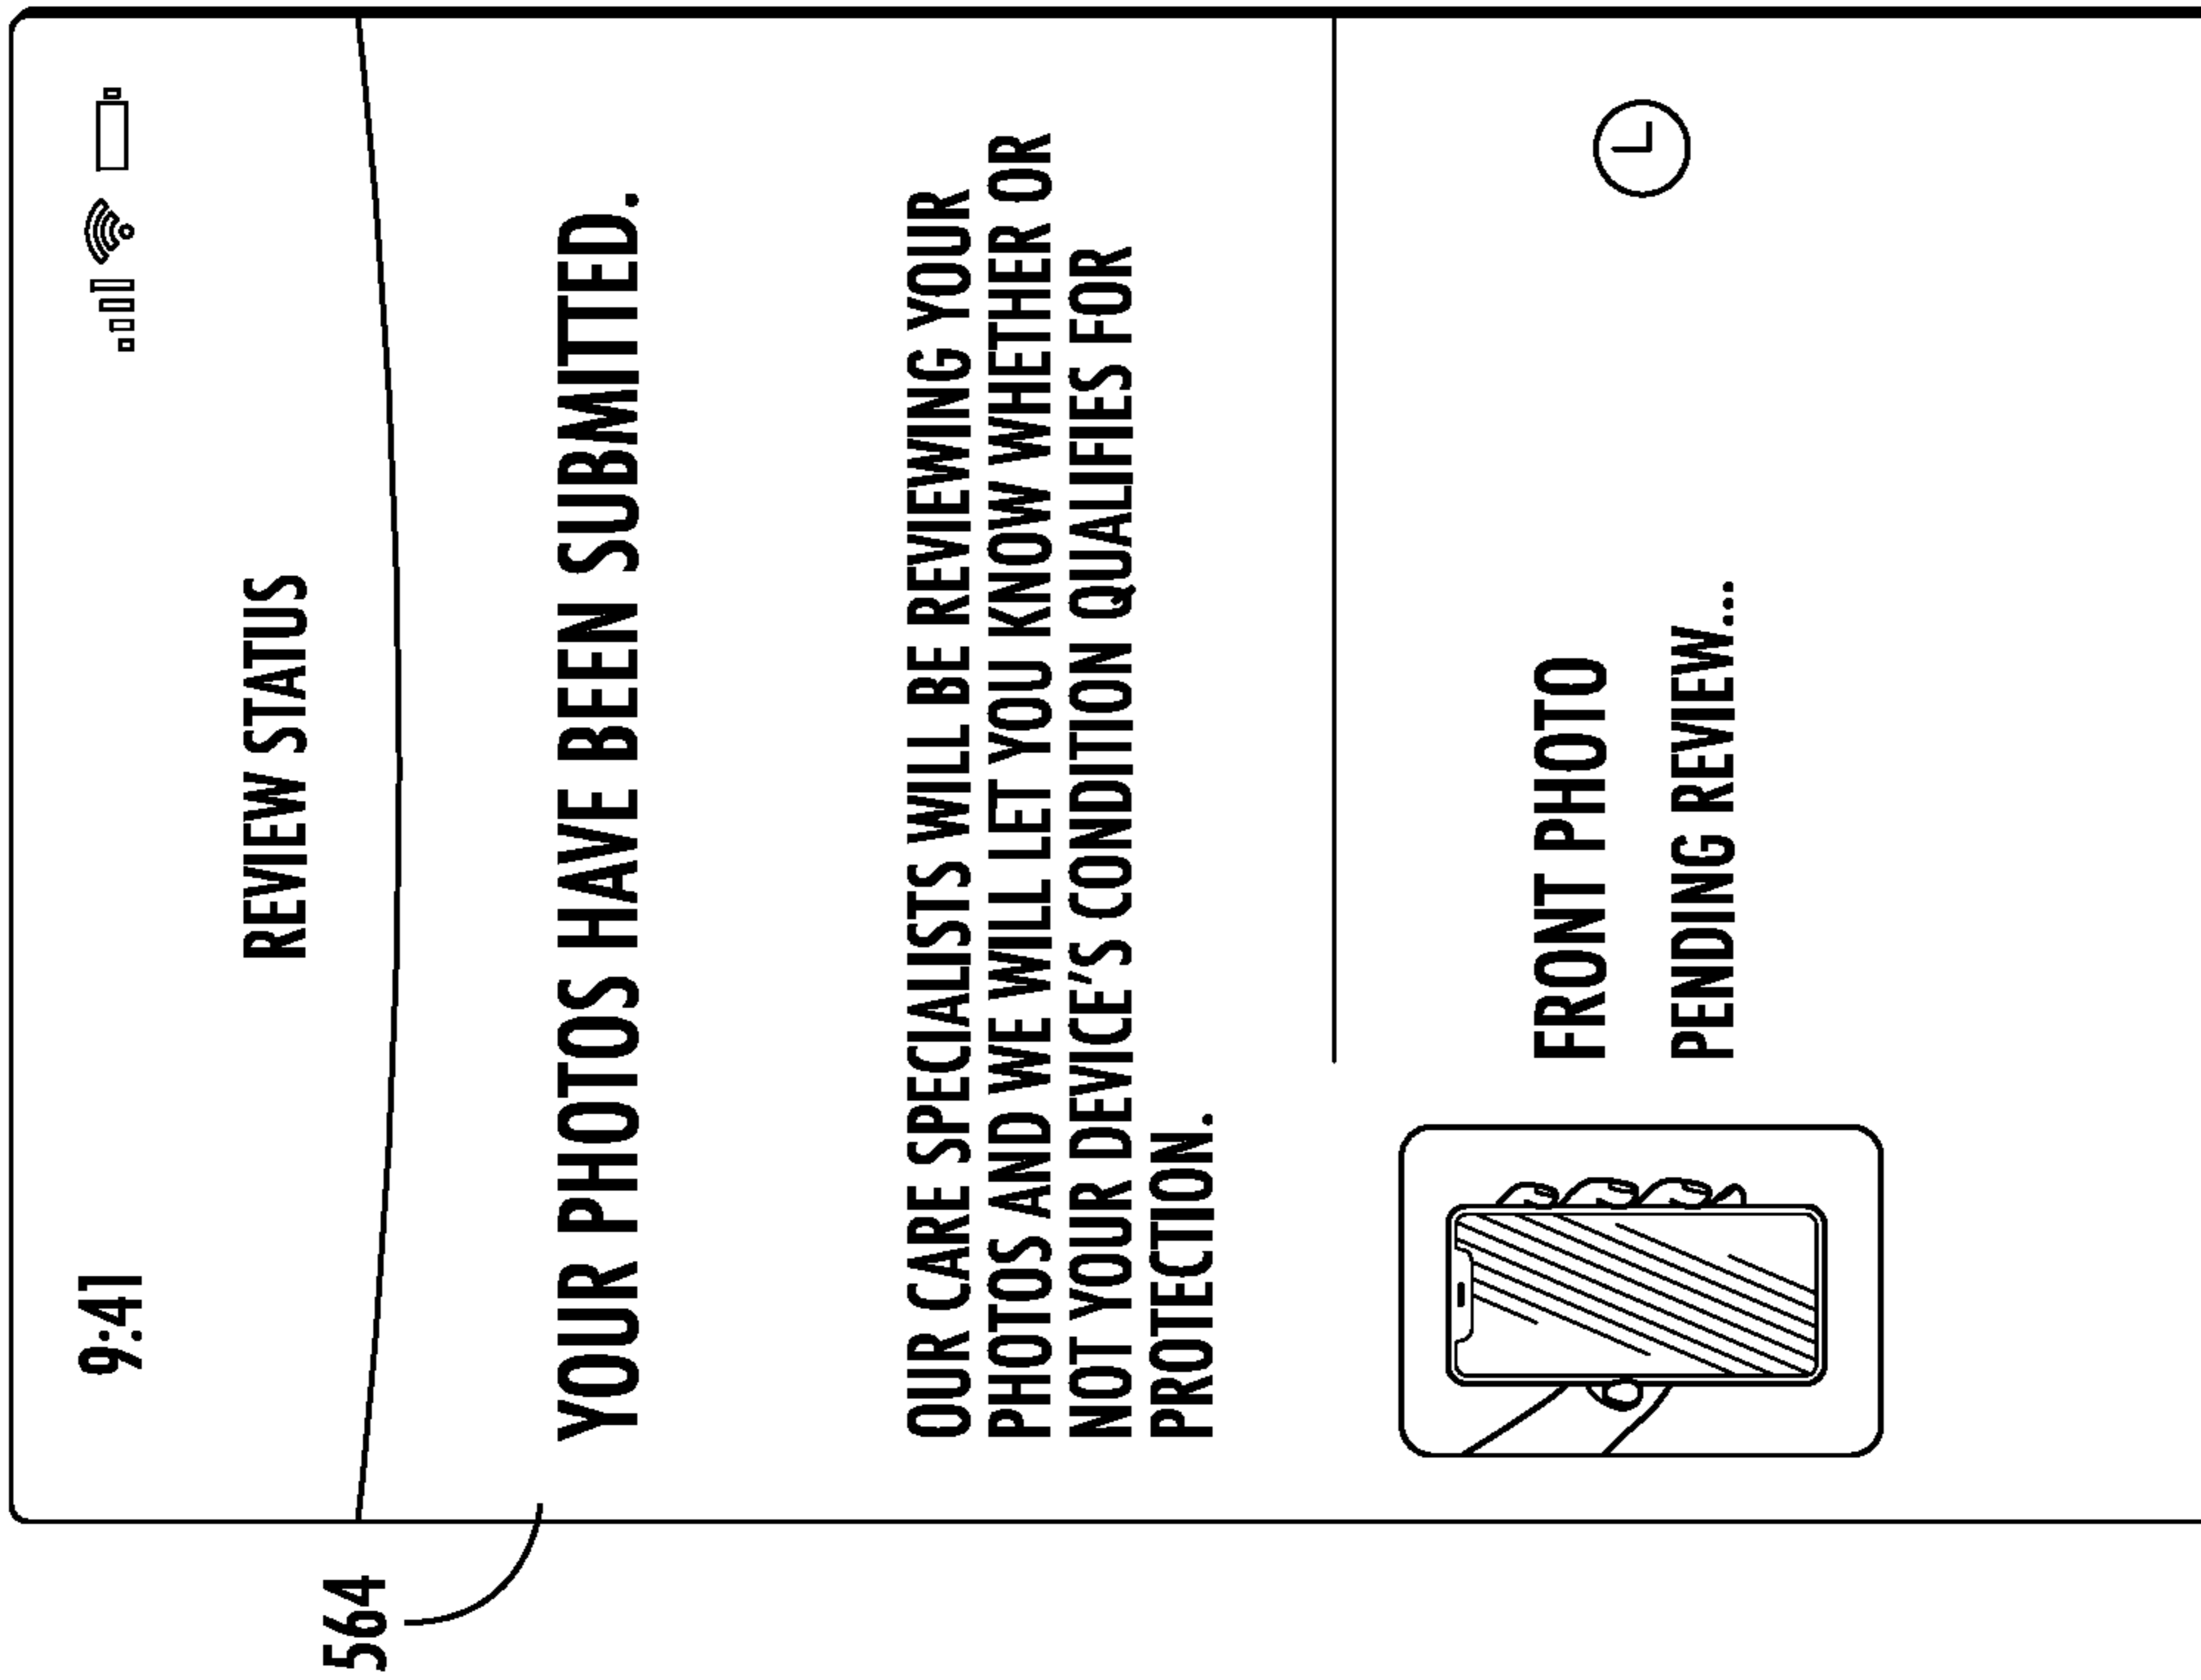 9:41
REVIEW STATUS
564
YOUR PHOTOS HAVE BEEN SUBMITTED.
OUR CARE SPECIALISTS WILL BE REVIEWING YOUR
PHOTOS AND WE WILL LET YOU KNOW WHETHER OR
NOT YOUR DEVICE'S CONDITION QUALIFIES FOR
PROTECTION.
FRONT PHOTO
PENDING REVIEW...